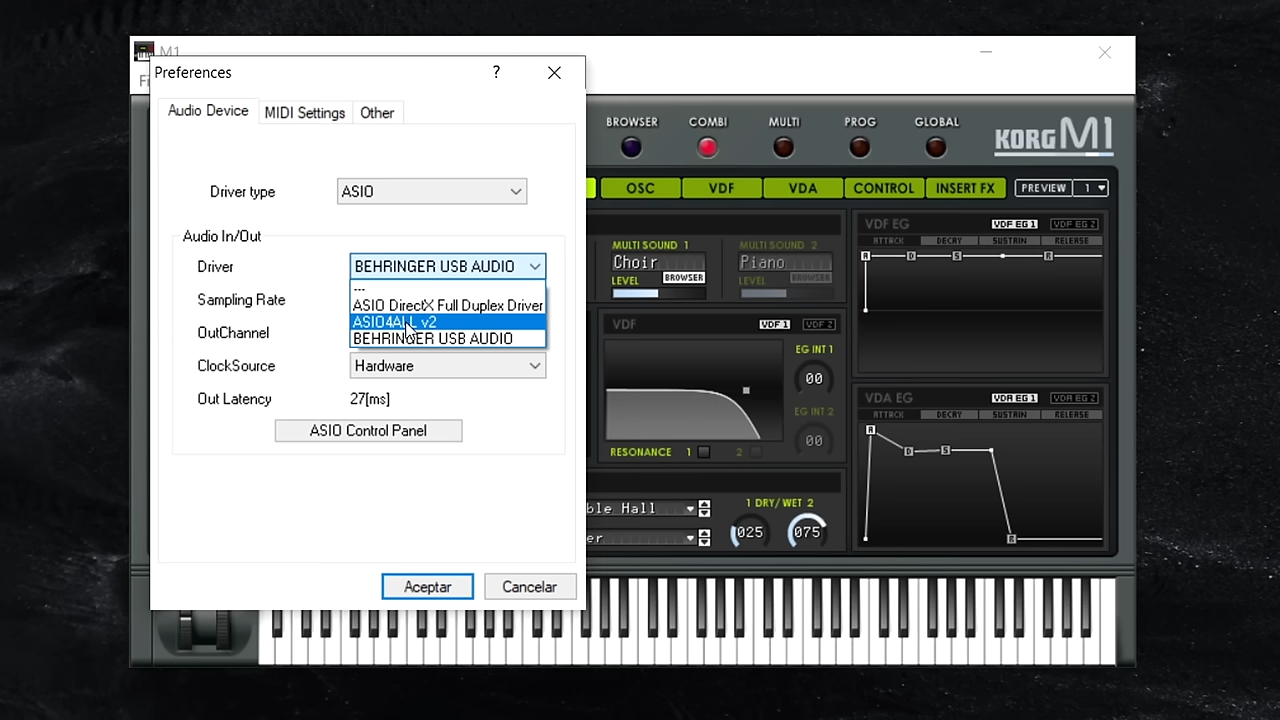 M1
Preferences
?
Fi
Audio Device
MIDI Settings
Other
Driver type
ASIO
Audio In/Out
Driver
BEHRINGER USB AUDIO
---
ASIO DirectX Full Duplex Driver
ASIO4ALL v2
BEHRINGER USB AUDIO
Sampling Rate
OutChannel
ClockSource
Hardware
Out Latency
27[ms]
ASIO Control Panel
Aceptar
Cancelar
BROWSER
COMBI
MULTI
PROG
GLOBAL
KORG M1
OSC
VDF
VDA
CONTROL
INSERT FX
PREVIEW
1
MULTI SOUND 1
Choir
LEVEL
BROWSER
MULTI SOUND 2
Piano
LEVEL
BROWSER
VDF EG
VDF EG 1
VDF EG 2
ATTACK
DECAY
SUSTAIN
RELEASE
A
D
S
R
VDF
VDF 1
VDF 2
EG INT 1
00
EG INT 2
00
RESONANCE
1
2
VDA EG
VDA EG 1
VDA EG 2
ATTACK
DECAY
SUSTAIN
RELEASE
A
D
S
R
ble Hall
er
1 DRY/WET 2
025
075